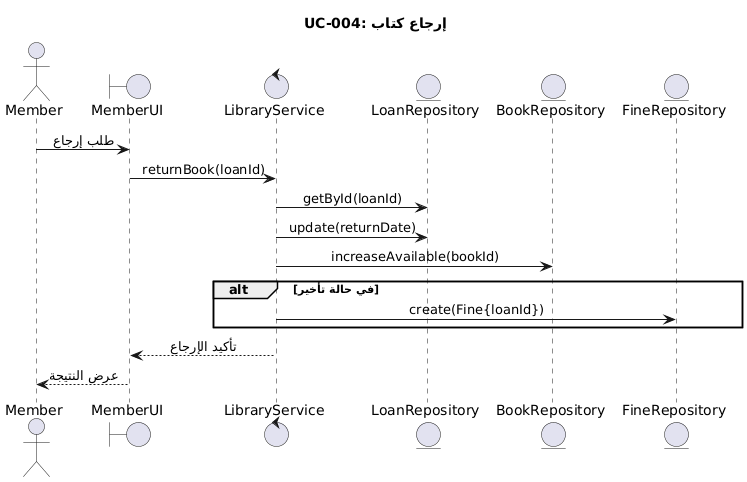 UC-004: إرجاع كتاب
Member MemberUI LibraryService LoanRepository BookRepository FineRepository
طلب إرجاع
returnBook(loanId)
getById(loanId)
update(returnDate)
increaseAvailable(bookId)
alt [في حالة تأخير]
create(Fine{loanId})
تأكيد الإرجاع
عرض النتيجة
Member MemberUI LibraryService LoanRepository BookRepository FineRepository